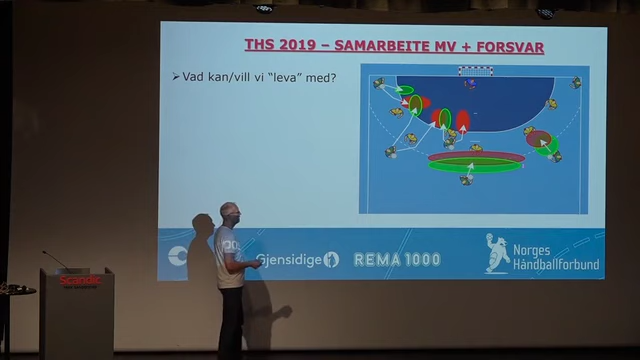 THS 2019 – SAMARBEITE MV + FORSVAR
➢Vad kan/vill vi ”leva” med?
Gjensidige
REMA 1000
Norges
Håndballforbund
Scandic